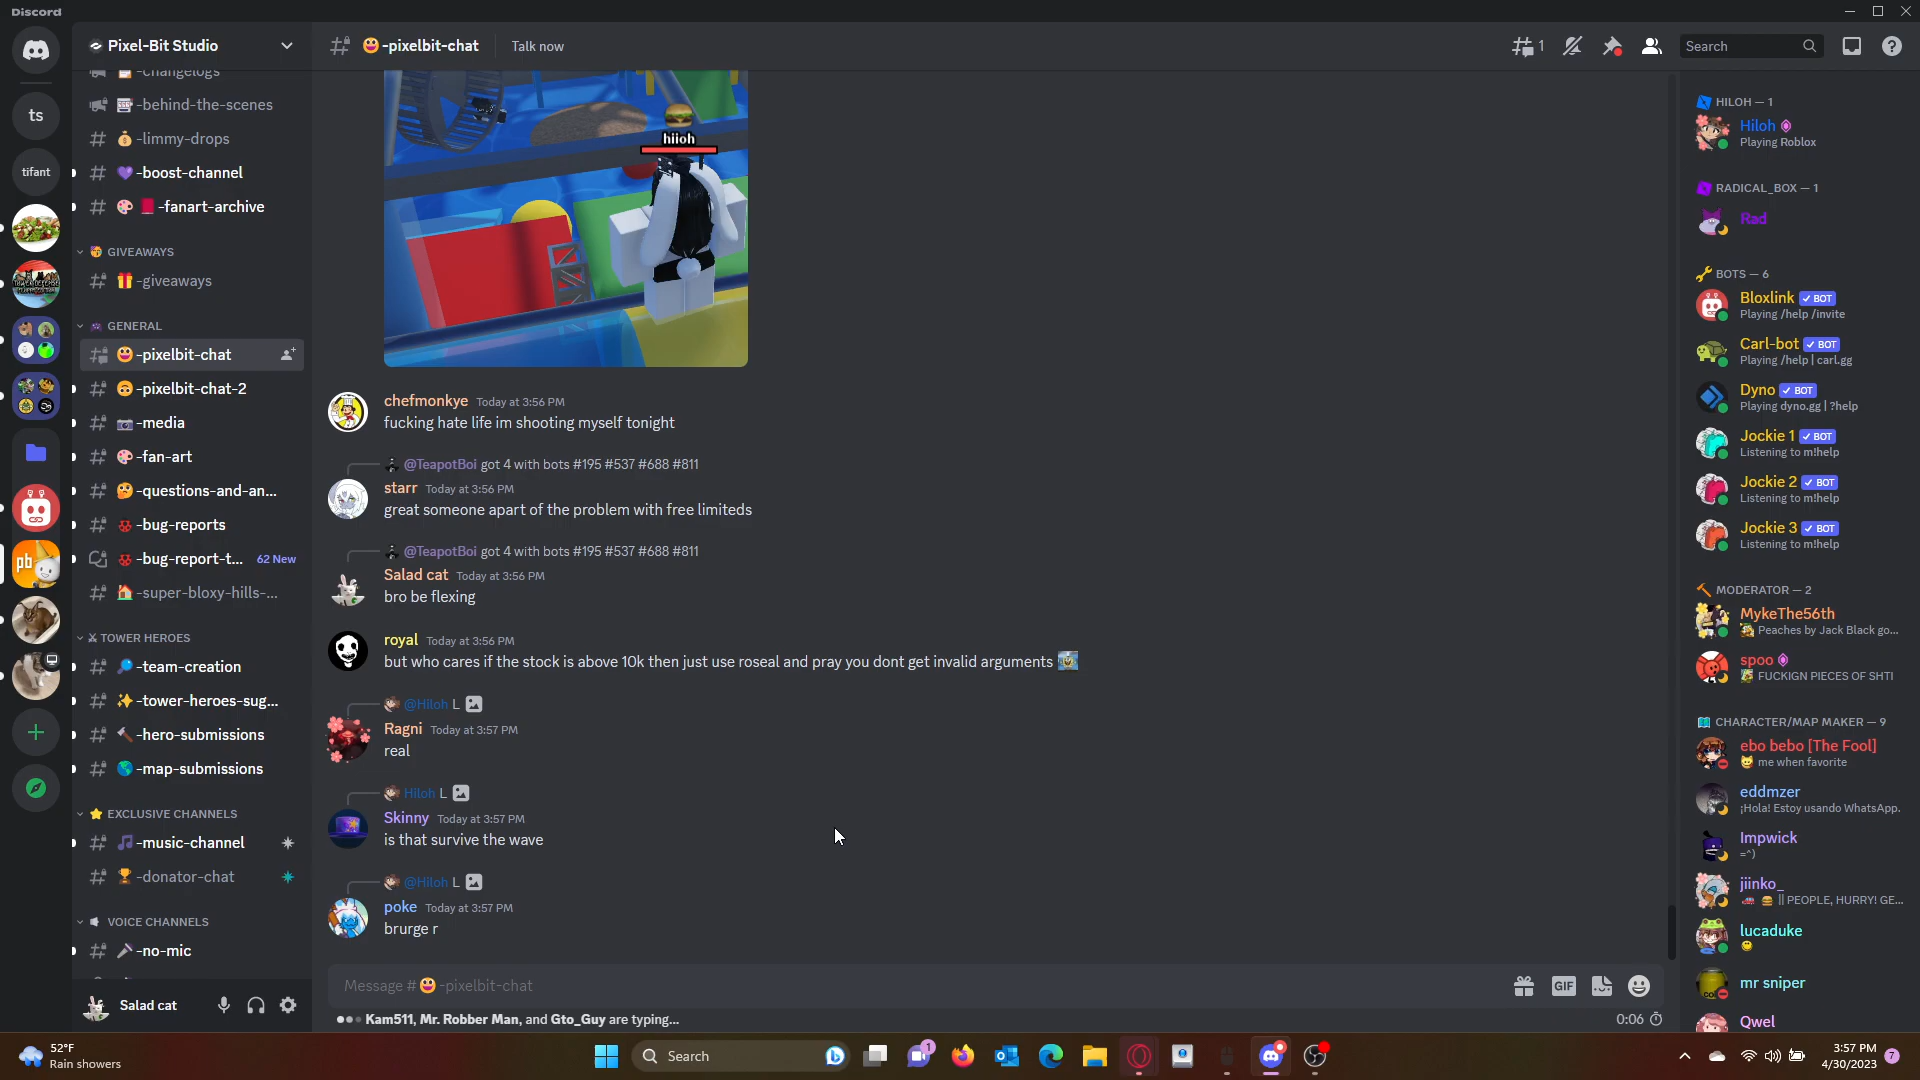 Discord
Pixel-Bit Studio
-pixelbit-chat
Talk now
1
Search
ts
tifant
-changelogs
-behind-the-scenes
-limmy-drops
-boost-channel
-fanart-archive
GIVEAWAYS
-giveaways
GENERAL
-pixelbit-chat
-pixelbit-chat-2
-media
-fan-art
-questions-and-an...
-bug-reports
-bug-report-t... 62 New
-super-bloxy-hills-...
TOWER HEROES
-team-creation
-tower-heroes-sug...
-hero-submissions
-map-submissions
EXCLUSIVE CHANNELS
-music-channel
-donator-chat
VOICE CHANNELS
-no-mic
Salad cat
pb
hiioh
chefmonkye Today at 3:56 PM
fucking hate life im shooting myself tonight
@TeapotBoi got 4 with bots #195 #537 #688 #811
starr Today at 3:56 PM
great someone apart of the problem with free limiteds
@TeapotBoi got 4 with bots #195 #537 #688 #811
Salad cat Today at 3:56 PM
bro be flexing
royal Today at 3:56 PM
but who cares if the stock is above 10k then just use roseal and pray you dont get invalid arguments
@Hiloh L
Ragni Today at 3:57 PM
real
Hiloh L
Skinny Today at 3:57 PM
is that survive the wave
@Hiloh L
poke Today at 3:57 PM
brurge r
Message # -pixelbit-chat
GIF
Kam511, Mr. Robber Man, and Gto_Guy are typing...
0:06
HILOH — 1
Hiloh
Playing Roblox
RADICAL_BOX — 1
Rad
BOTS — 6
Bloxlink BOT
Playing /help /invite
Carl-bot BOT
Playing /help | carl.gg
Dyno BOT
Playing dyno.gg | ?help
Jockie 1 BOT
Listening to m!help
Jockie 2 BOT
Listening to m!help
Jockie 3 BOT
Listening to m!help
MODERATOR — 2
MykeThe56th
Peaches by Jack Black go...
spoo
FUCKIGN PIECES OF SHTI
CHARACTER/MAP MAKER — 9
ebo bebo [The Fool]
me when favorite
eddmzer
¡Hola! Estoy usando WhatsApp.
Impwick
=^)
jiinko_
|| PEOPLE, HURRY! GE...
lucaduke
mr sniper
Qwel
52°F
Rain showers
Search
1
3:57 PM
4/30/2023
7